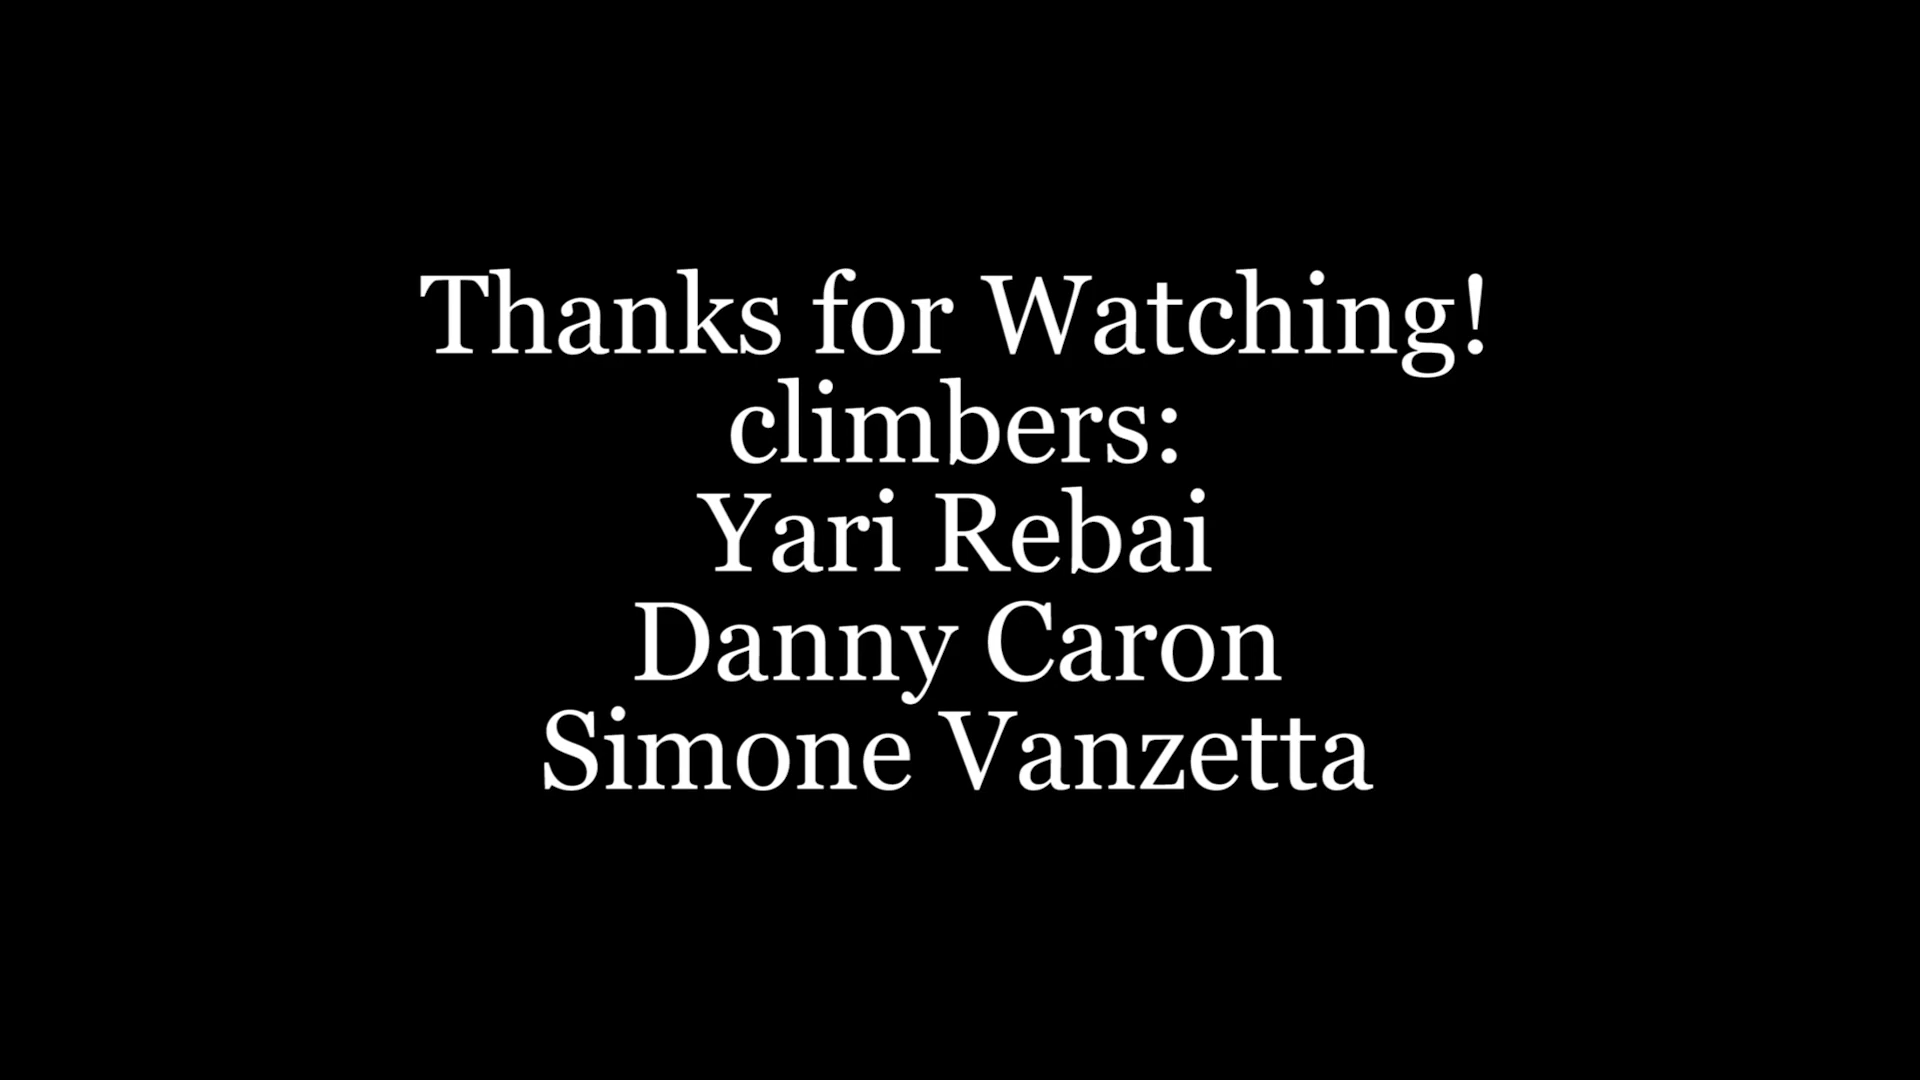 Thanks for Watching!
climbers:
Yari Rebai
Danny Caron
Simone Vanzetta